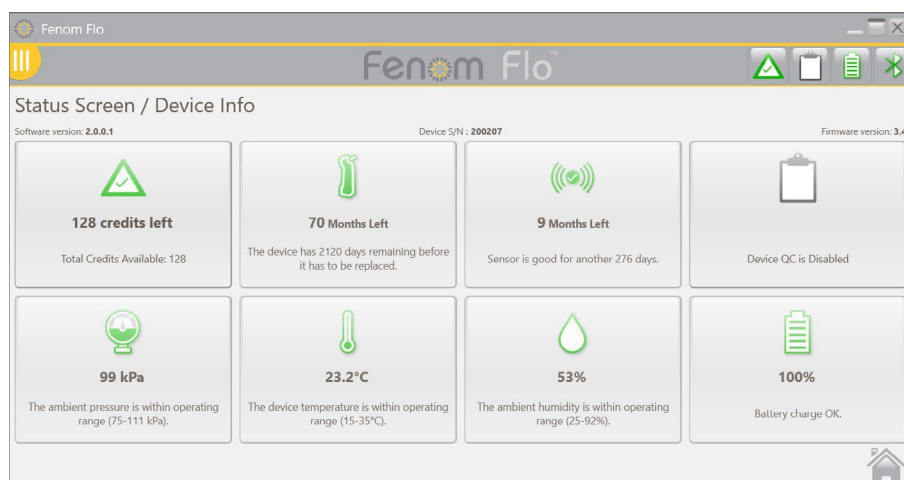 Fenom Flo
Fenom Flo™
Status Screen / Device Info
Software version: 2.0.0.1
Device S/N : 200207
Firmware version: 3.4
128 credits left
Total Credits Available: 128
70 Months Left
The device has 2120 days remaining before
it has to be replaced.
9 Months Left
Sensor is good for another 276 days.
Device QC is Disabled
99 kPa
The ambient pressure is within operating
range (75-111 kPa).
23.2°C
The device temperature is within operating
range (15-35°C).
53%
The ambient humidity is within operating
range (25-92%).
100%
Battery charge OK.